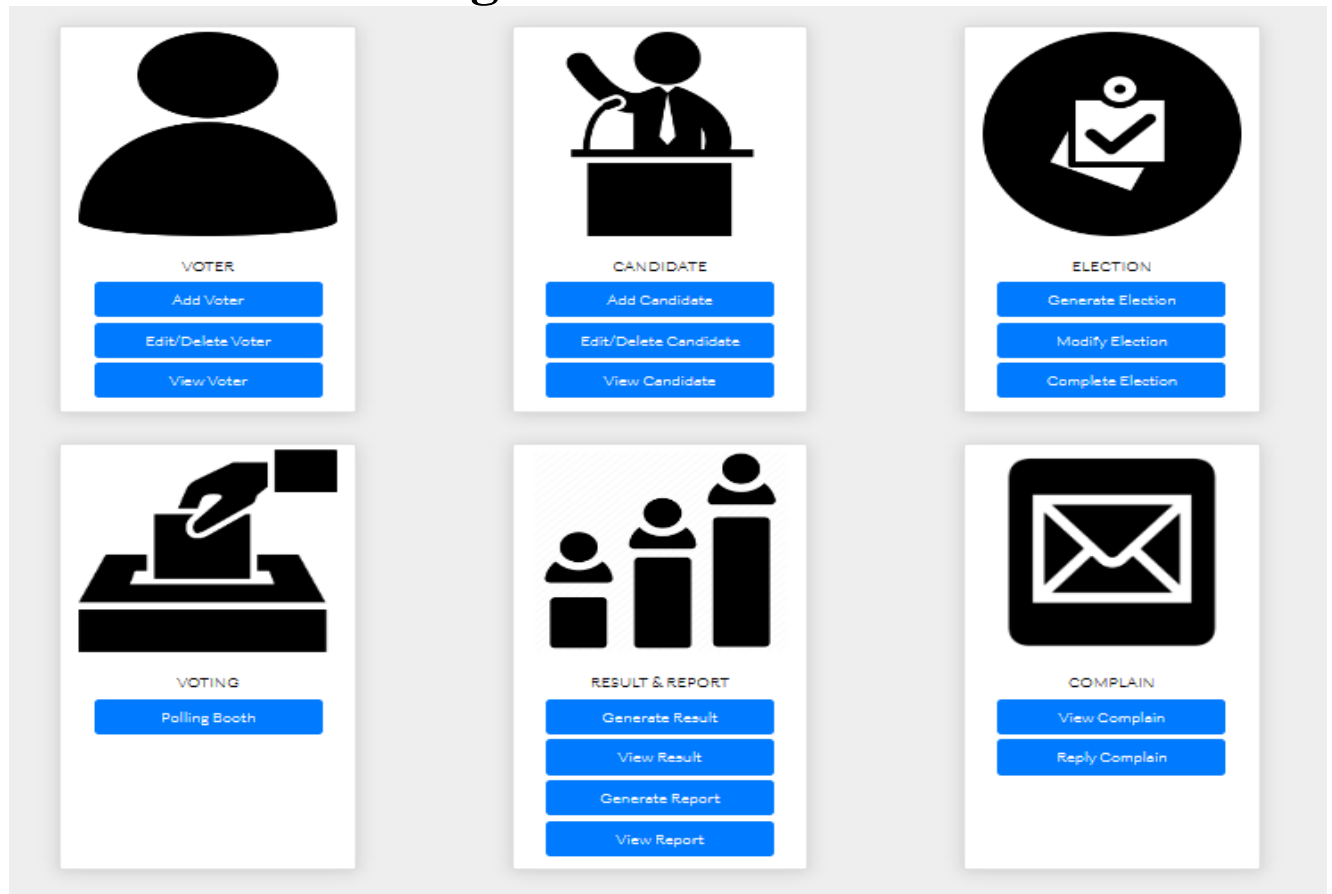 VOTER
Add Voter
Edit/Delete Voter
View Voter
CANDIDATE
Add Candidate
Edit/Delete Candidate
View Candidate
ELECTION
Generate Election
Modify Election
Complete Election
VOTING
Polling Booth
RESULT & REPORT
Generate Result
View Result
Generate Report
View Report
COMPLAIN
View Complain
Reply Complain